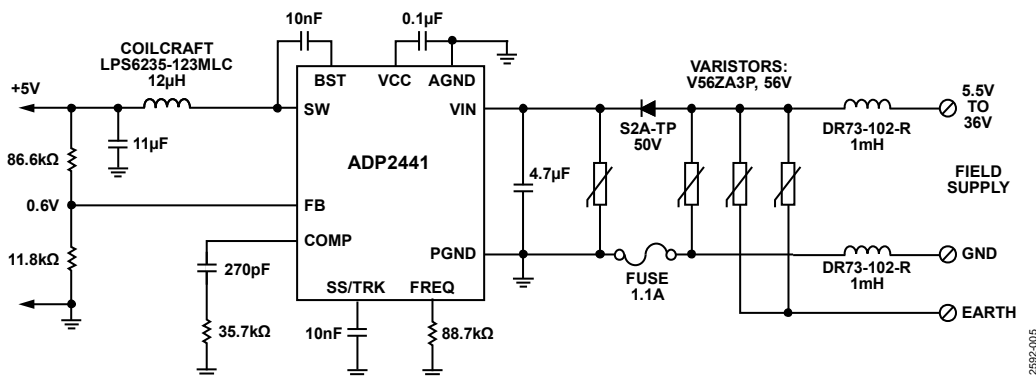 10nF
0.1µF
COILCRAFT
LPS6235-123MLC
12µH
BST
VCC
AGND
VARISTORS:
V56ZA3P, 56V
+5V
SW
VIN
S2A-TP
50V
DR73-102-R
1mH
5.5V
TO
36V
86.6kΩ
11µF
ADP2441
4.7µF
FIELD
SUPPLY
0.6V
FB
COMP
PGND
GND
11.8kΩ
270pF
FUSE
1.1A
DR73-102-R
1mH
SS/TRK
FREQ
EARTH
35.7kΩ
10nF
88.7kΩ
2592-005